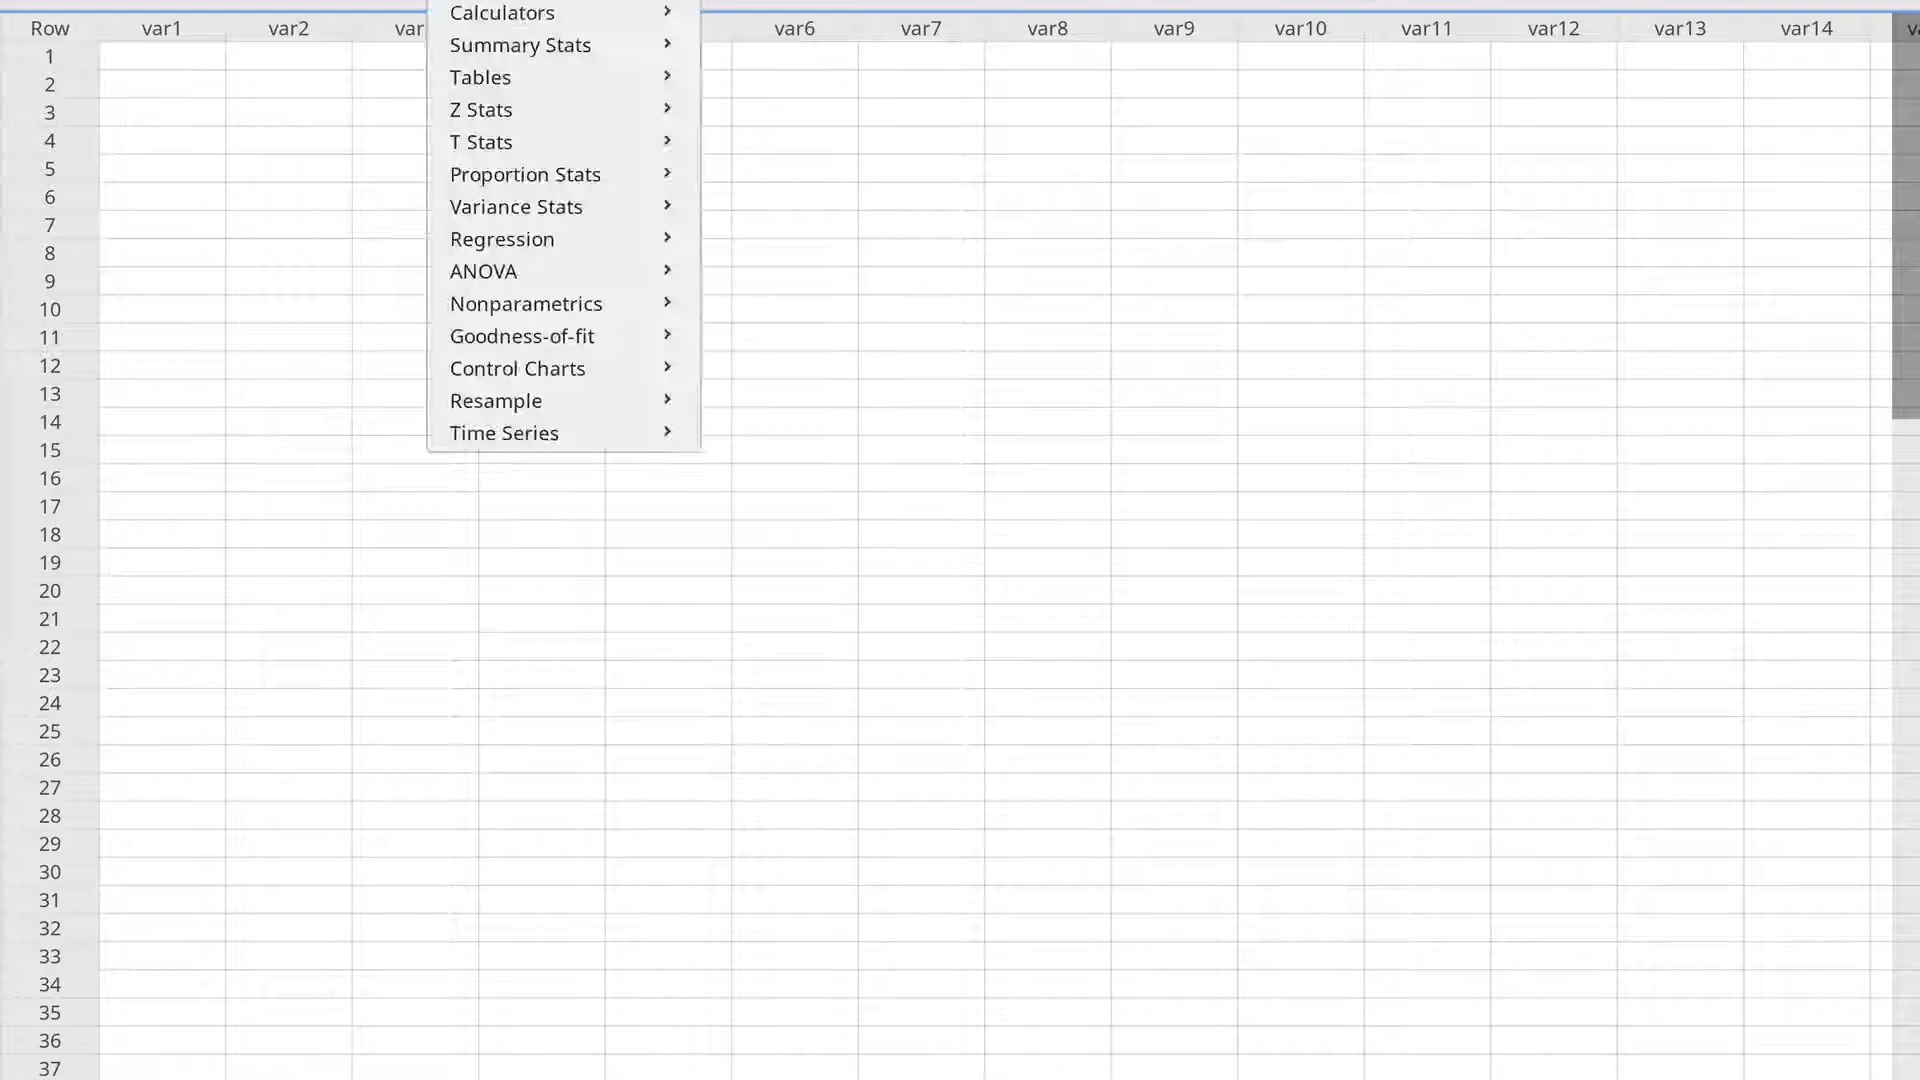 Row var1 var2 var var6 var7 var8 var9 var10 var11 var12 var13 var14
Calculators
Summary Stats
Tables
Z Stats
T Stats
Proportion Stats
Variance Stats
Regression
ANOVA
Nonparametrics
Goodness-of-fit
Control Charts
Resample
Time Series
1
2
3
4
5
6
7
8
9
10
11
12
13
14
15
16
17
18
19
20
21
22
23
24
25
26
27
28
29
30
31
32
33
34
35
36
37